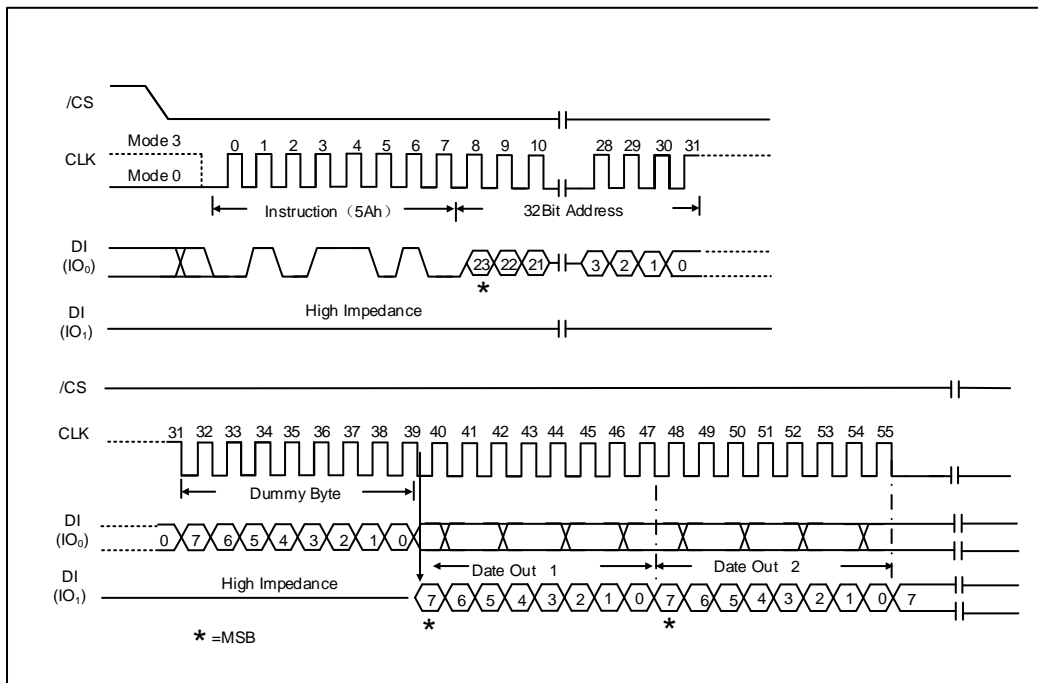 /CS
Mode 3
CLK
Mode 0
0 1 2 3 4 5 6 7 8 9 10 28 29 30 31
Instruction（5Ah） 32Bit Address
DI
(IO0)
23 22 21 3 2 1 0
*
High Impedance
DI
(IO1)
/CS
CLK
31 32 33 34 35 36 37 38 39 40 41 42 43 44 45 46 47 48 49 50 51 52 53 54 55
Dummy Byte
DI
(IO0)
0 7 6 5 4 3 2 1 0
Date Out 1 Date Out 2
DI
(IO1)
High Impedance
7 6 5 4 3 2 1 0 7 6 5 4 3 2 1 0 7
* *
* =MSB